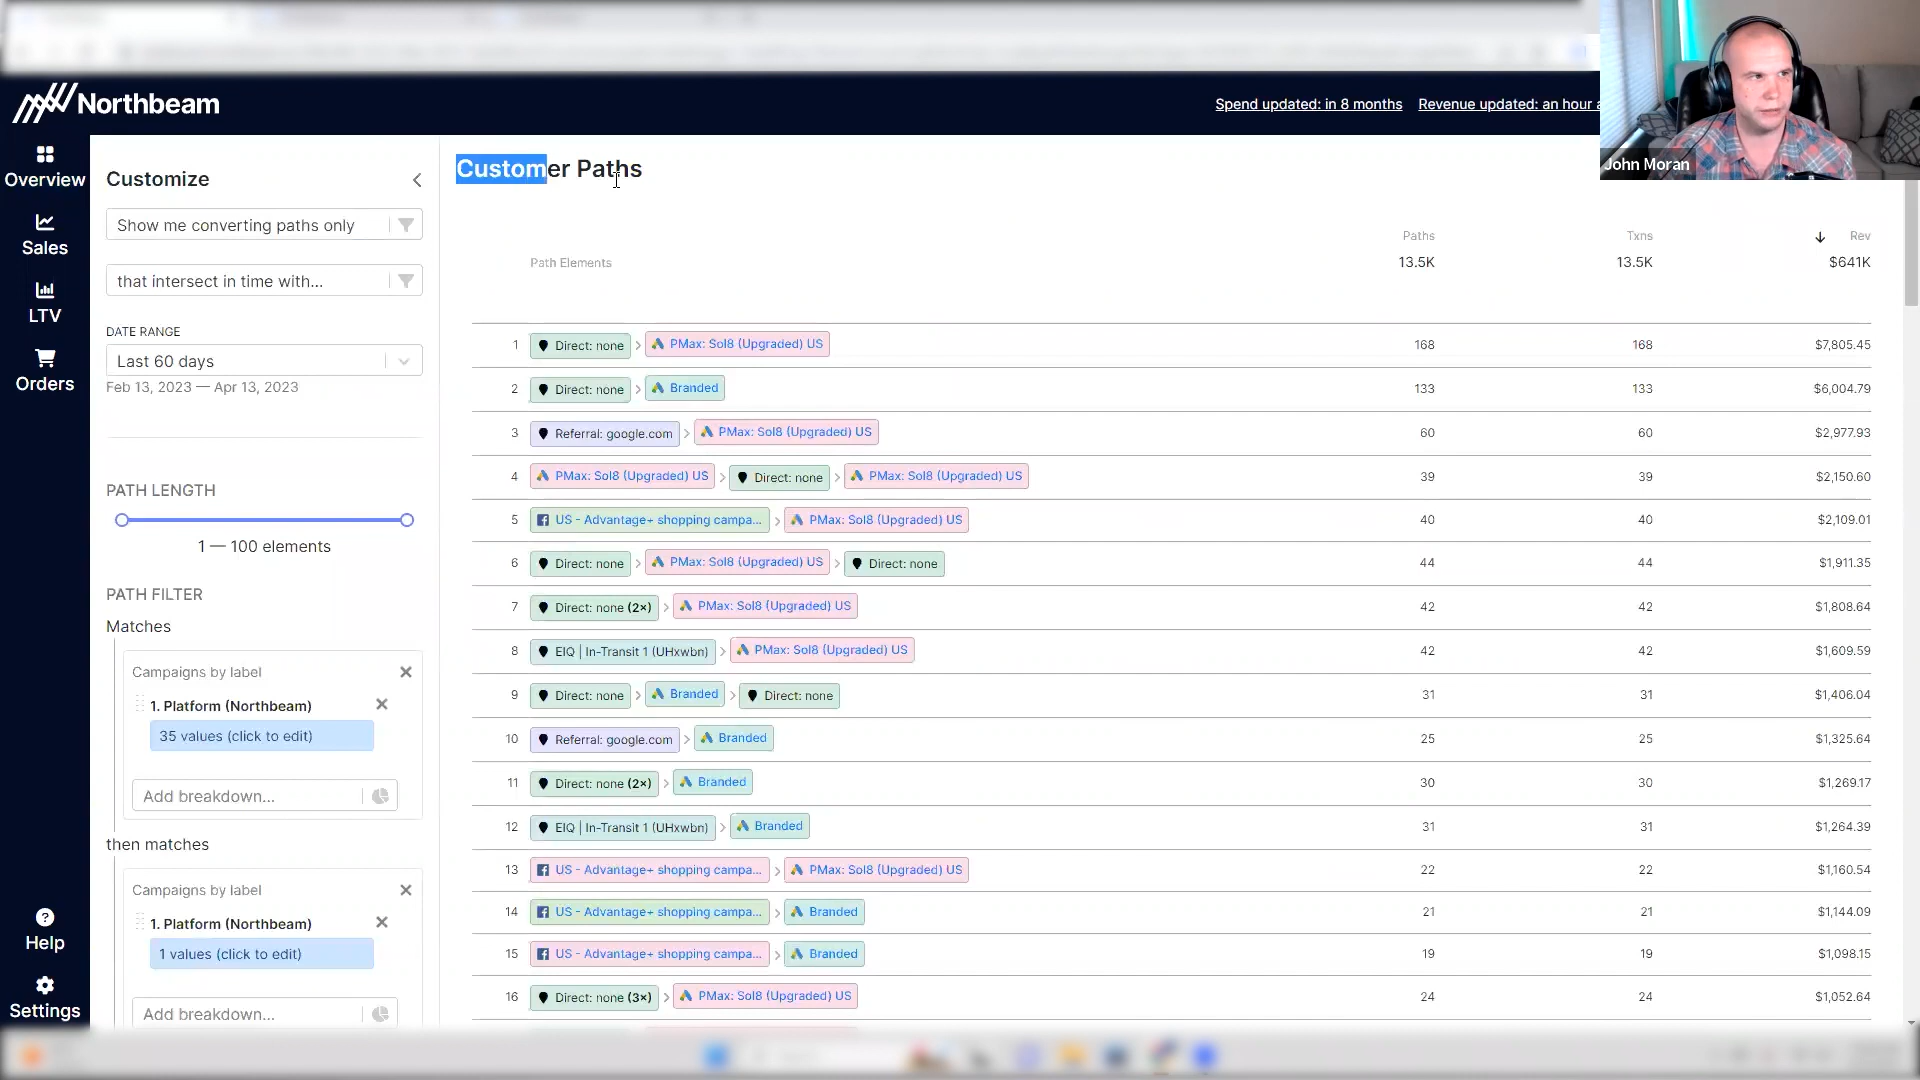 Northbeam
Spend updated: in 8 months
Revenue updated: an hour a
John Moran
Overview
Sales
LTV
Orders
Help
Settings
Customize
Show me converting paths only
that intersect in time with...
DATE RANGE
Last 60 days
Feb 13, 2023 — Apr 13, 2023
PATH LENGTH
1 — 100 elements
PATH FILTER
Matches
Campaigns by label
1. Platform (Northbeam)
35 values (click to edit)
Add breakdown...
then matches
Campaigns by label
1. Platform (Northbeam)
1 values (click to edit)
Add breakdown...
Customer Paths
Paths Txns Rev
Path Elements 13.5K 13.5K $641K
1 Direct: none > PMax: Sol8 (Upgraded) US 168 168 $7,805.45
2 Direct: none > Branded 133 133 $6,004.79
3 Referral: google.com > PMax: Sol8 (Upgraded) US 60 60 $2,977.93
4 PMax: Sol8 (Upgraded) US > Direct: none > PMax: Sol8 (Upgraded) US 39 39 $2,150.60
5 US - Advantage+ shopping campa... > PMax: Sol8 (Upgraded) US 40 40 $2,109.01
6 Direct: none > PMax: Sol8 (Upgraded) US > Direct: none 44 44 $1,911.35
7 Direct: none (2×) > PMax: Sol8 (Upgraded) US 42 42 $1,808.64
8 EIQ | In-Transit 1 (UHxwbn) > PMax: Sol8 (Upgraded) US 42 42 $1,609.59
9 Direct: none > Branded > Direct: none 31 31 $1,406.04
10 Referral: google.com > Branded 25 25 $1,325.64
11 Direct: none (2×) > Branded 30 30 $1,269.17
12 EIQ | In-Transit 1 (UHxwbn) > Branded 31 31 $1,264.39
13 US - Advantage+ shopping campa... > PMax: Sol8 (Upgraded) US 22 22 $1,160.54
14 US - Advantage+ shopping campa... > Branded 21 21 $1,144.09
15 US - Advantage+ shopping campa... > Branded 19 19 $1,098.15
16 Direct: none (3×) > PMax: Sol8 (Upgraded) US 24 24 $1,052.64